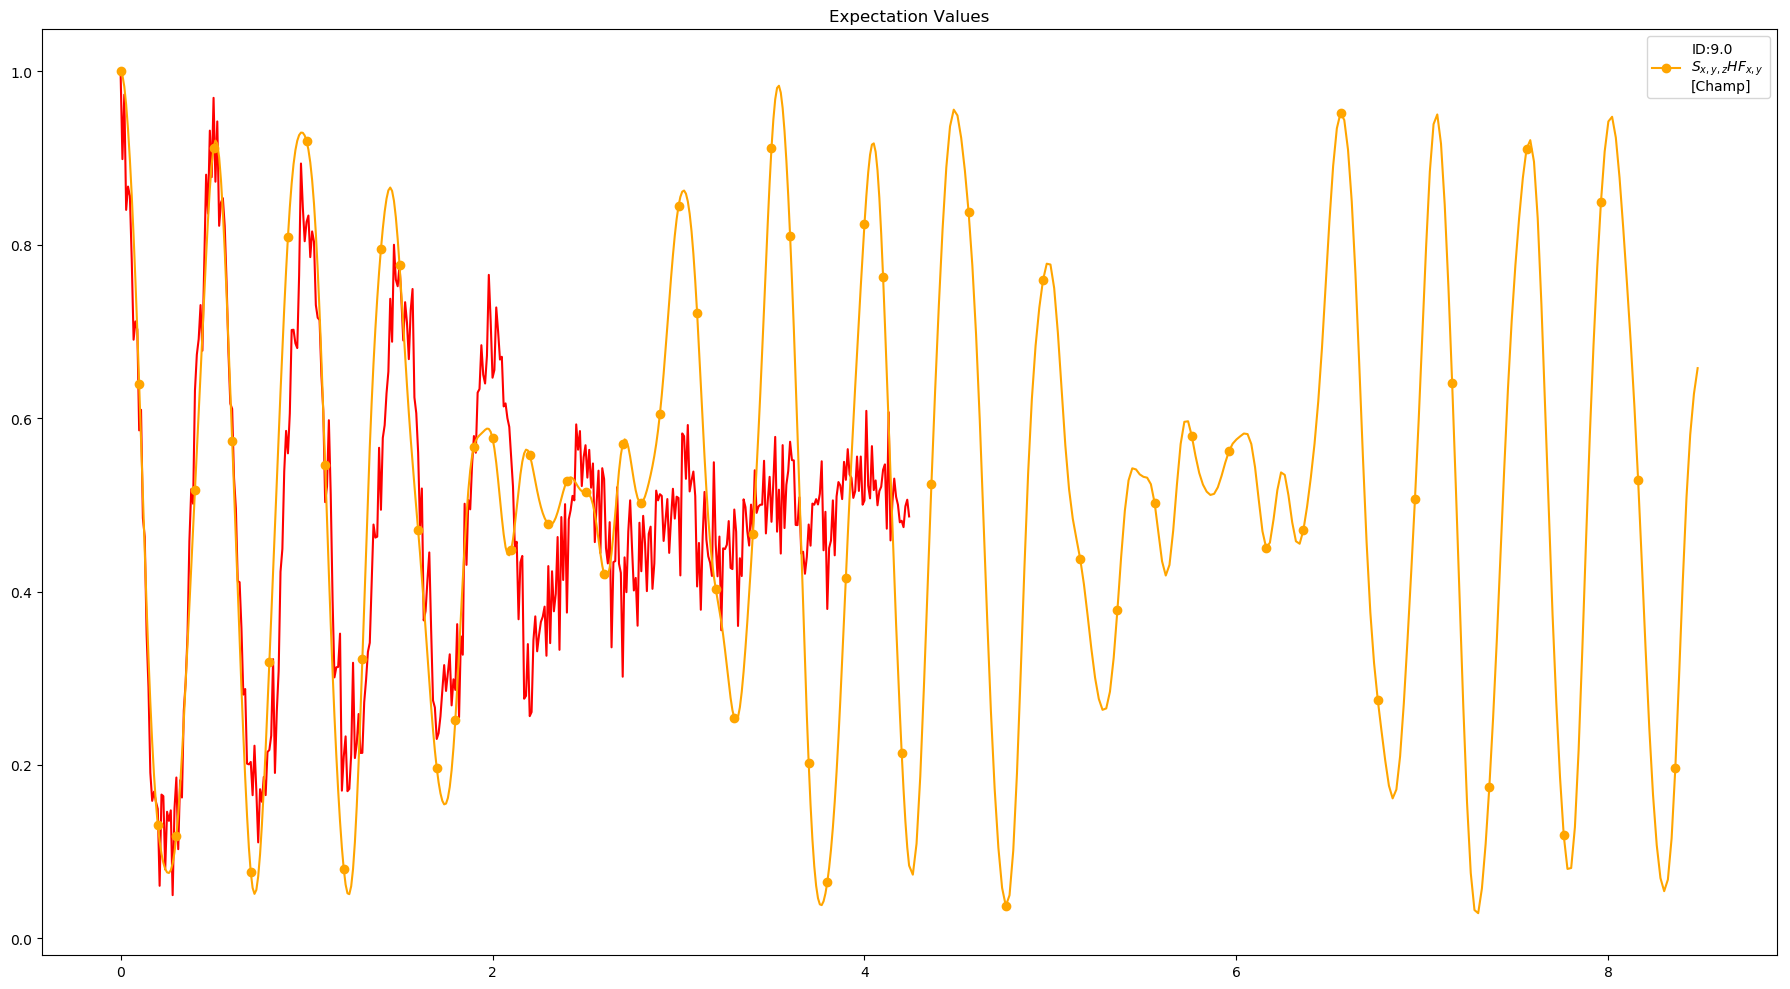 Expectation Values
ID:9.0
$S_{x,y,z}HF_{x,y}$
[Champ]
1.0
0.8
0.6
0.4
0.2
0.0
0 2 4 6 8